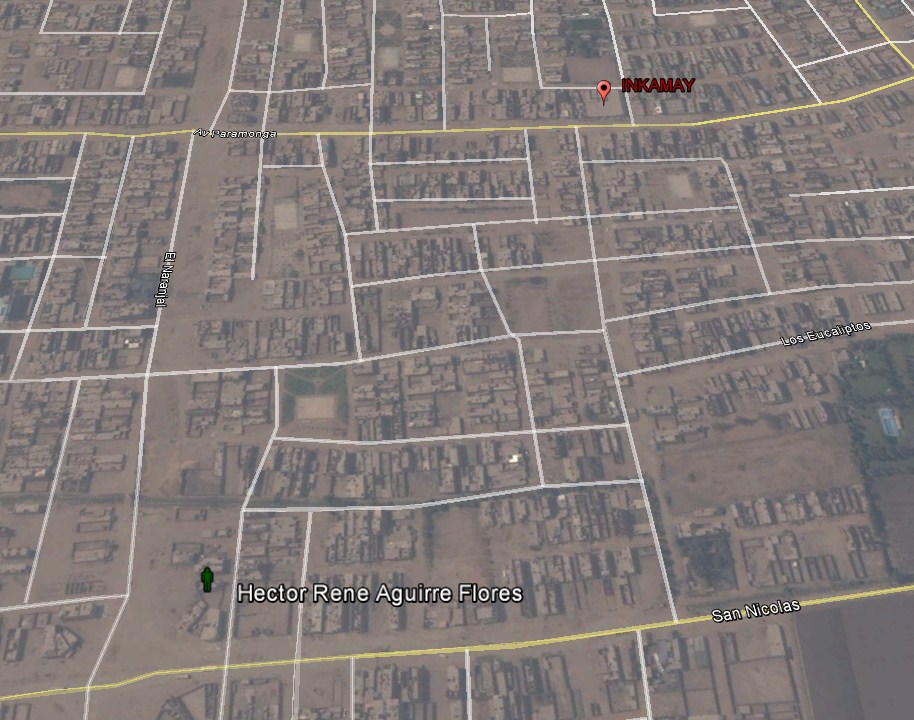 INKAMAY
Av Paramonga
El Naranjal
Los Eucaliptos
Hector Rene Aguirre Flores
San Nicolas